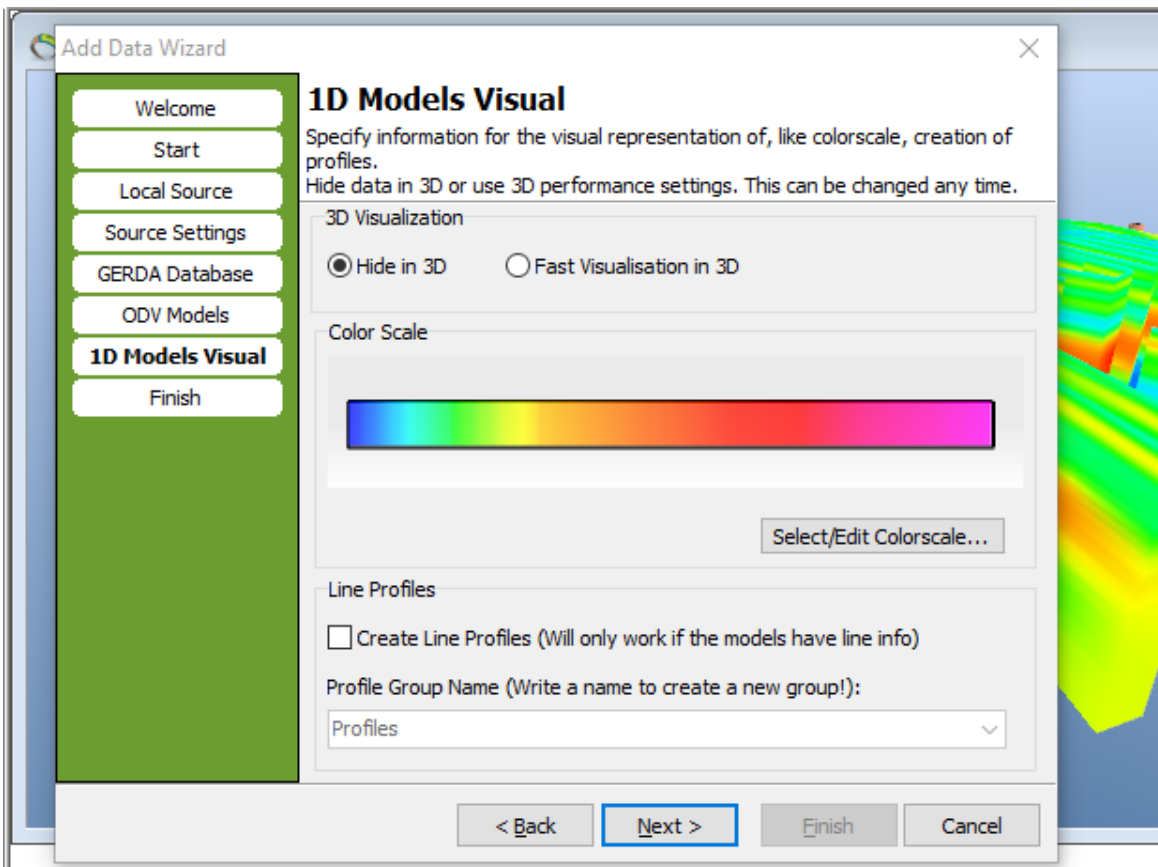 Add Data Wizard
Welcome
Start
Local Source
Source Settings
GERDA Database
ODV Models
1D Models Visual
Finish
1D Models Visual
Specify information for the visual representation of, like colorscale, creation of
profiles.
Hide data in 3D or use 3D performance settings. This can be changed any time.
3D Visualization
Hide in 3D
Fast Visualisation in 3D
Color Scale
Select/Edit Colorscale...
Line Profiles
Create Line Profiles (Will only work if the models have line info)
Profile Group Name (Write a name to create a new group!):
Profiles
< Back
Next >
Finish
Cancel